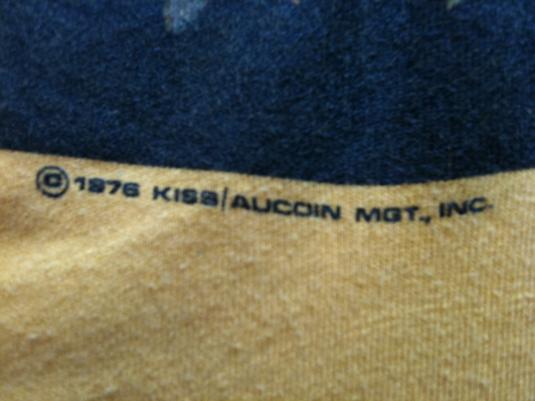 © 1976 KISS/AUCOIN MGT., INC.